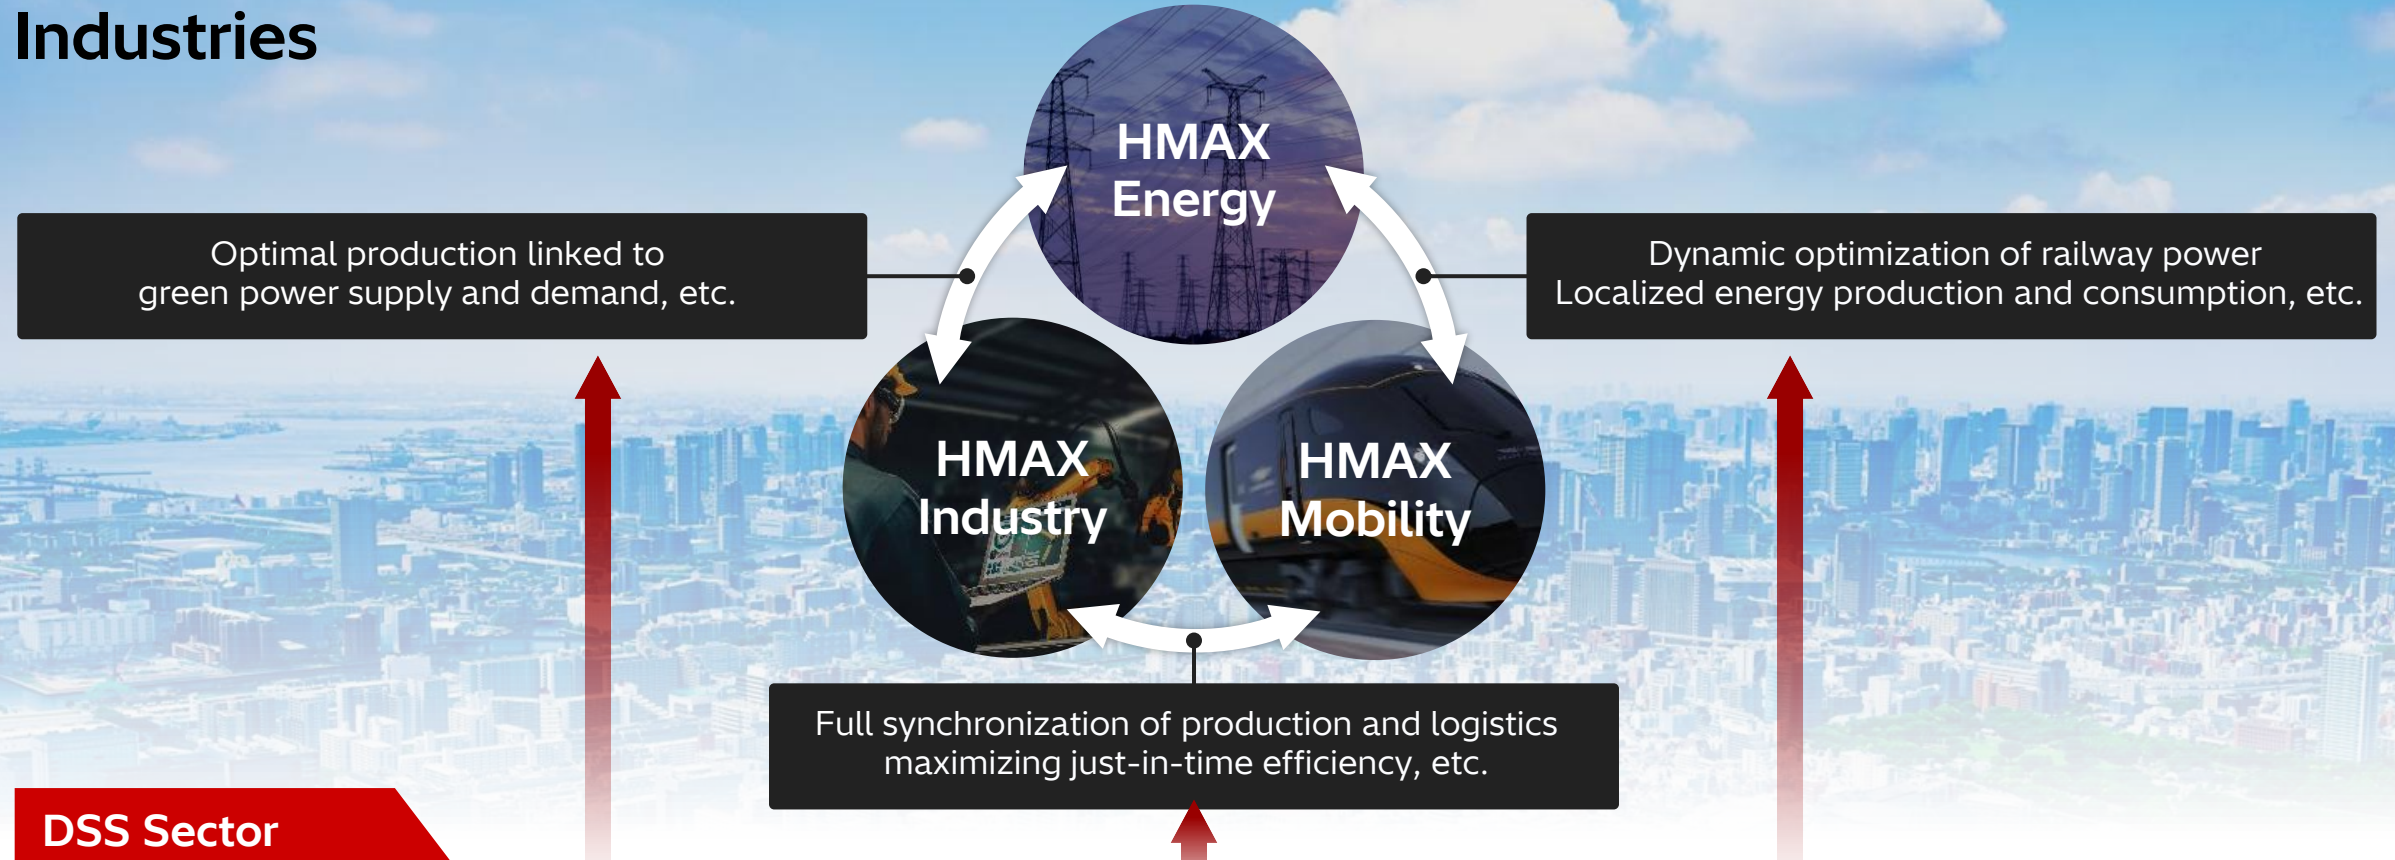 Industries
HMAX
Energy
Optimal production linked to
green power supply and demand, etc.
Dynamic optimization of railway power
Localized energy production and consumption, etc.
HMAX
Industry
HMAX
Mobility
Full synchronization of production and logistics
maximizing just-in-time efficiency, etc.
DSS Sector